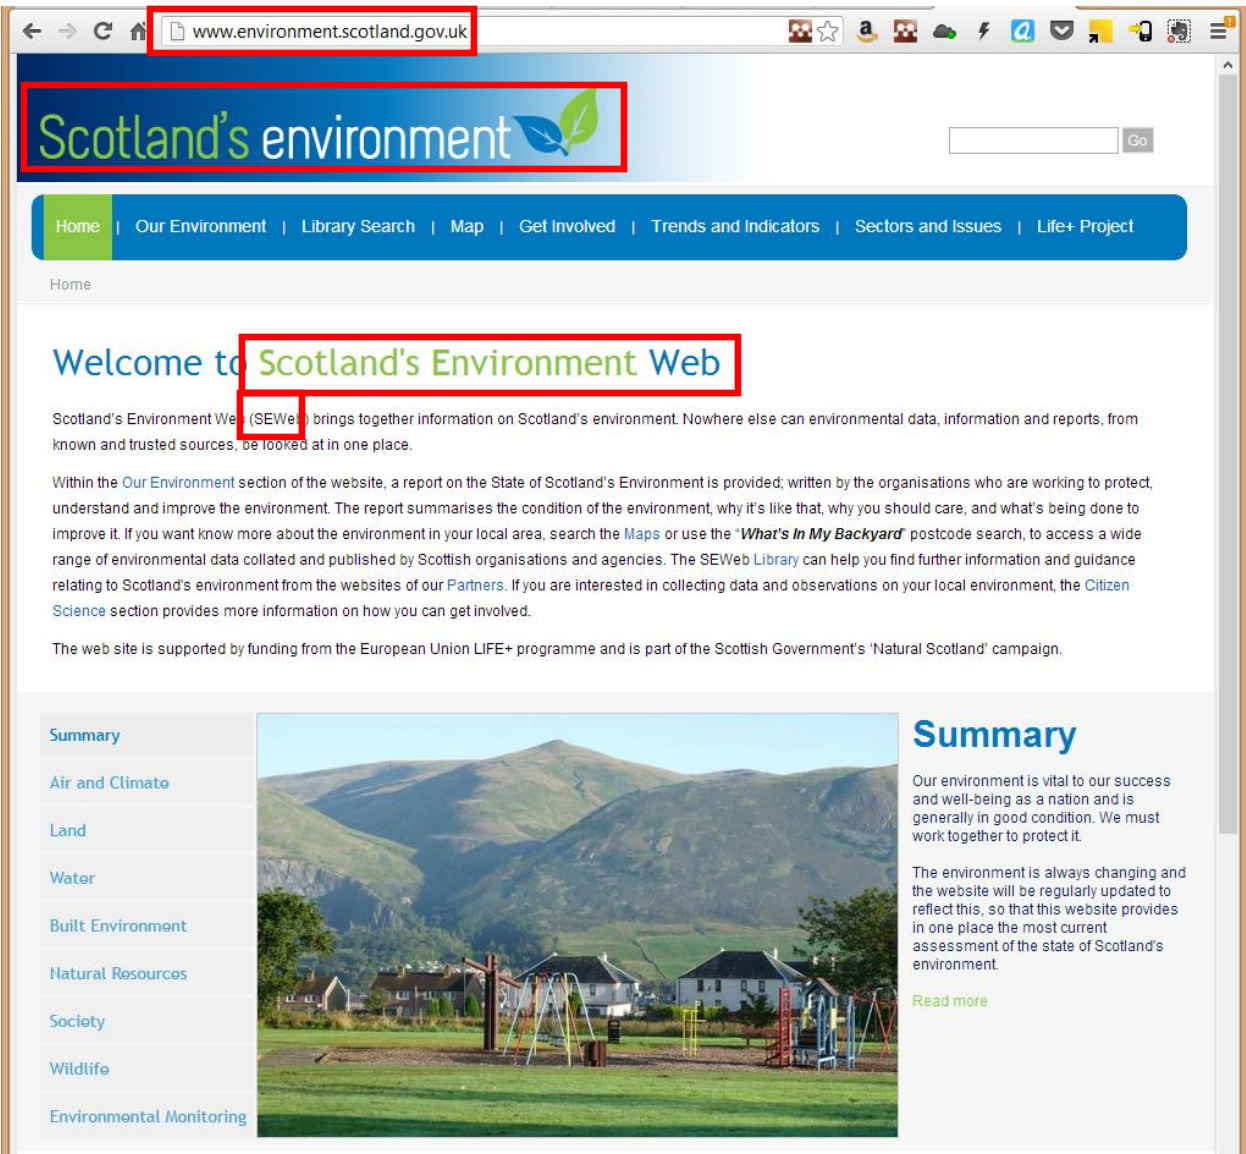 www.environment.scotland.gov.uk
Scotland's environment
Go
Home | Our Environment | Library Search | Map | Get Involved | Trends and Indicators | Sectors and Issues | Life+ Project
Home
Welcome to Scotland's Environment Web
Scotland's Environment Web (SEWeb) brings together information on Scotland's environment. Nowhere else can environmental data, information and reports, from
known and trusted sources, be looked at in one place.
Within the Our Environment section of the website, a report on the State of Scotland's Environment is provided; written by the organisations who are working to protect,
understand and improve the environment. The report summarises the condition of the environment, why it's like that, why you should care, and what's being done to
improve it. If you want know more about the environment in your local area, search the Maps or use the "What's In My Backyard" postcode search, to access a wide
range of environmental data collated and published by Scottish organisations and agencies. The SEWeb Library can help you find further information and guidance
relating to Scotland's environment from the websites of our Partners. If you are interested in collecting data and observations on your local environment, the Citizen
Science section provides more information on how you can get involved.
The web site is supported by funding from the European Union LIFE+ programme and is part of the Scottish Government's 'Natural Scotland' campaign.
Summary
Air and Climate
Land
Water
Built Environment
Natural Resources
Society
Wildlife
Environmental Monitoring
Summary
Our environment is vital to our success
and well-being as a nation and is
generally in good condition. We must
work together to protect it.
The environment is always changing and
the website will be regularly updated to
reflect this, so that this website provides
in one place the most current
assessment of the state of Scotland's
environment.
Read more